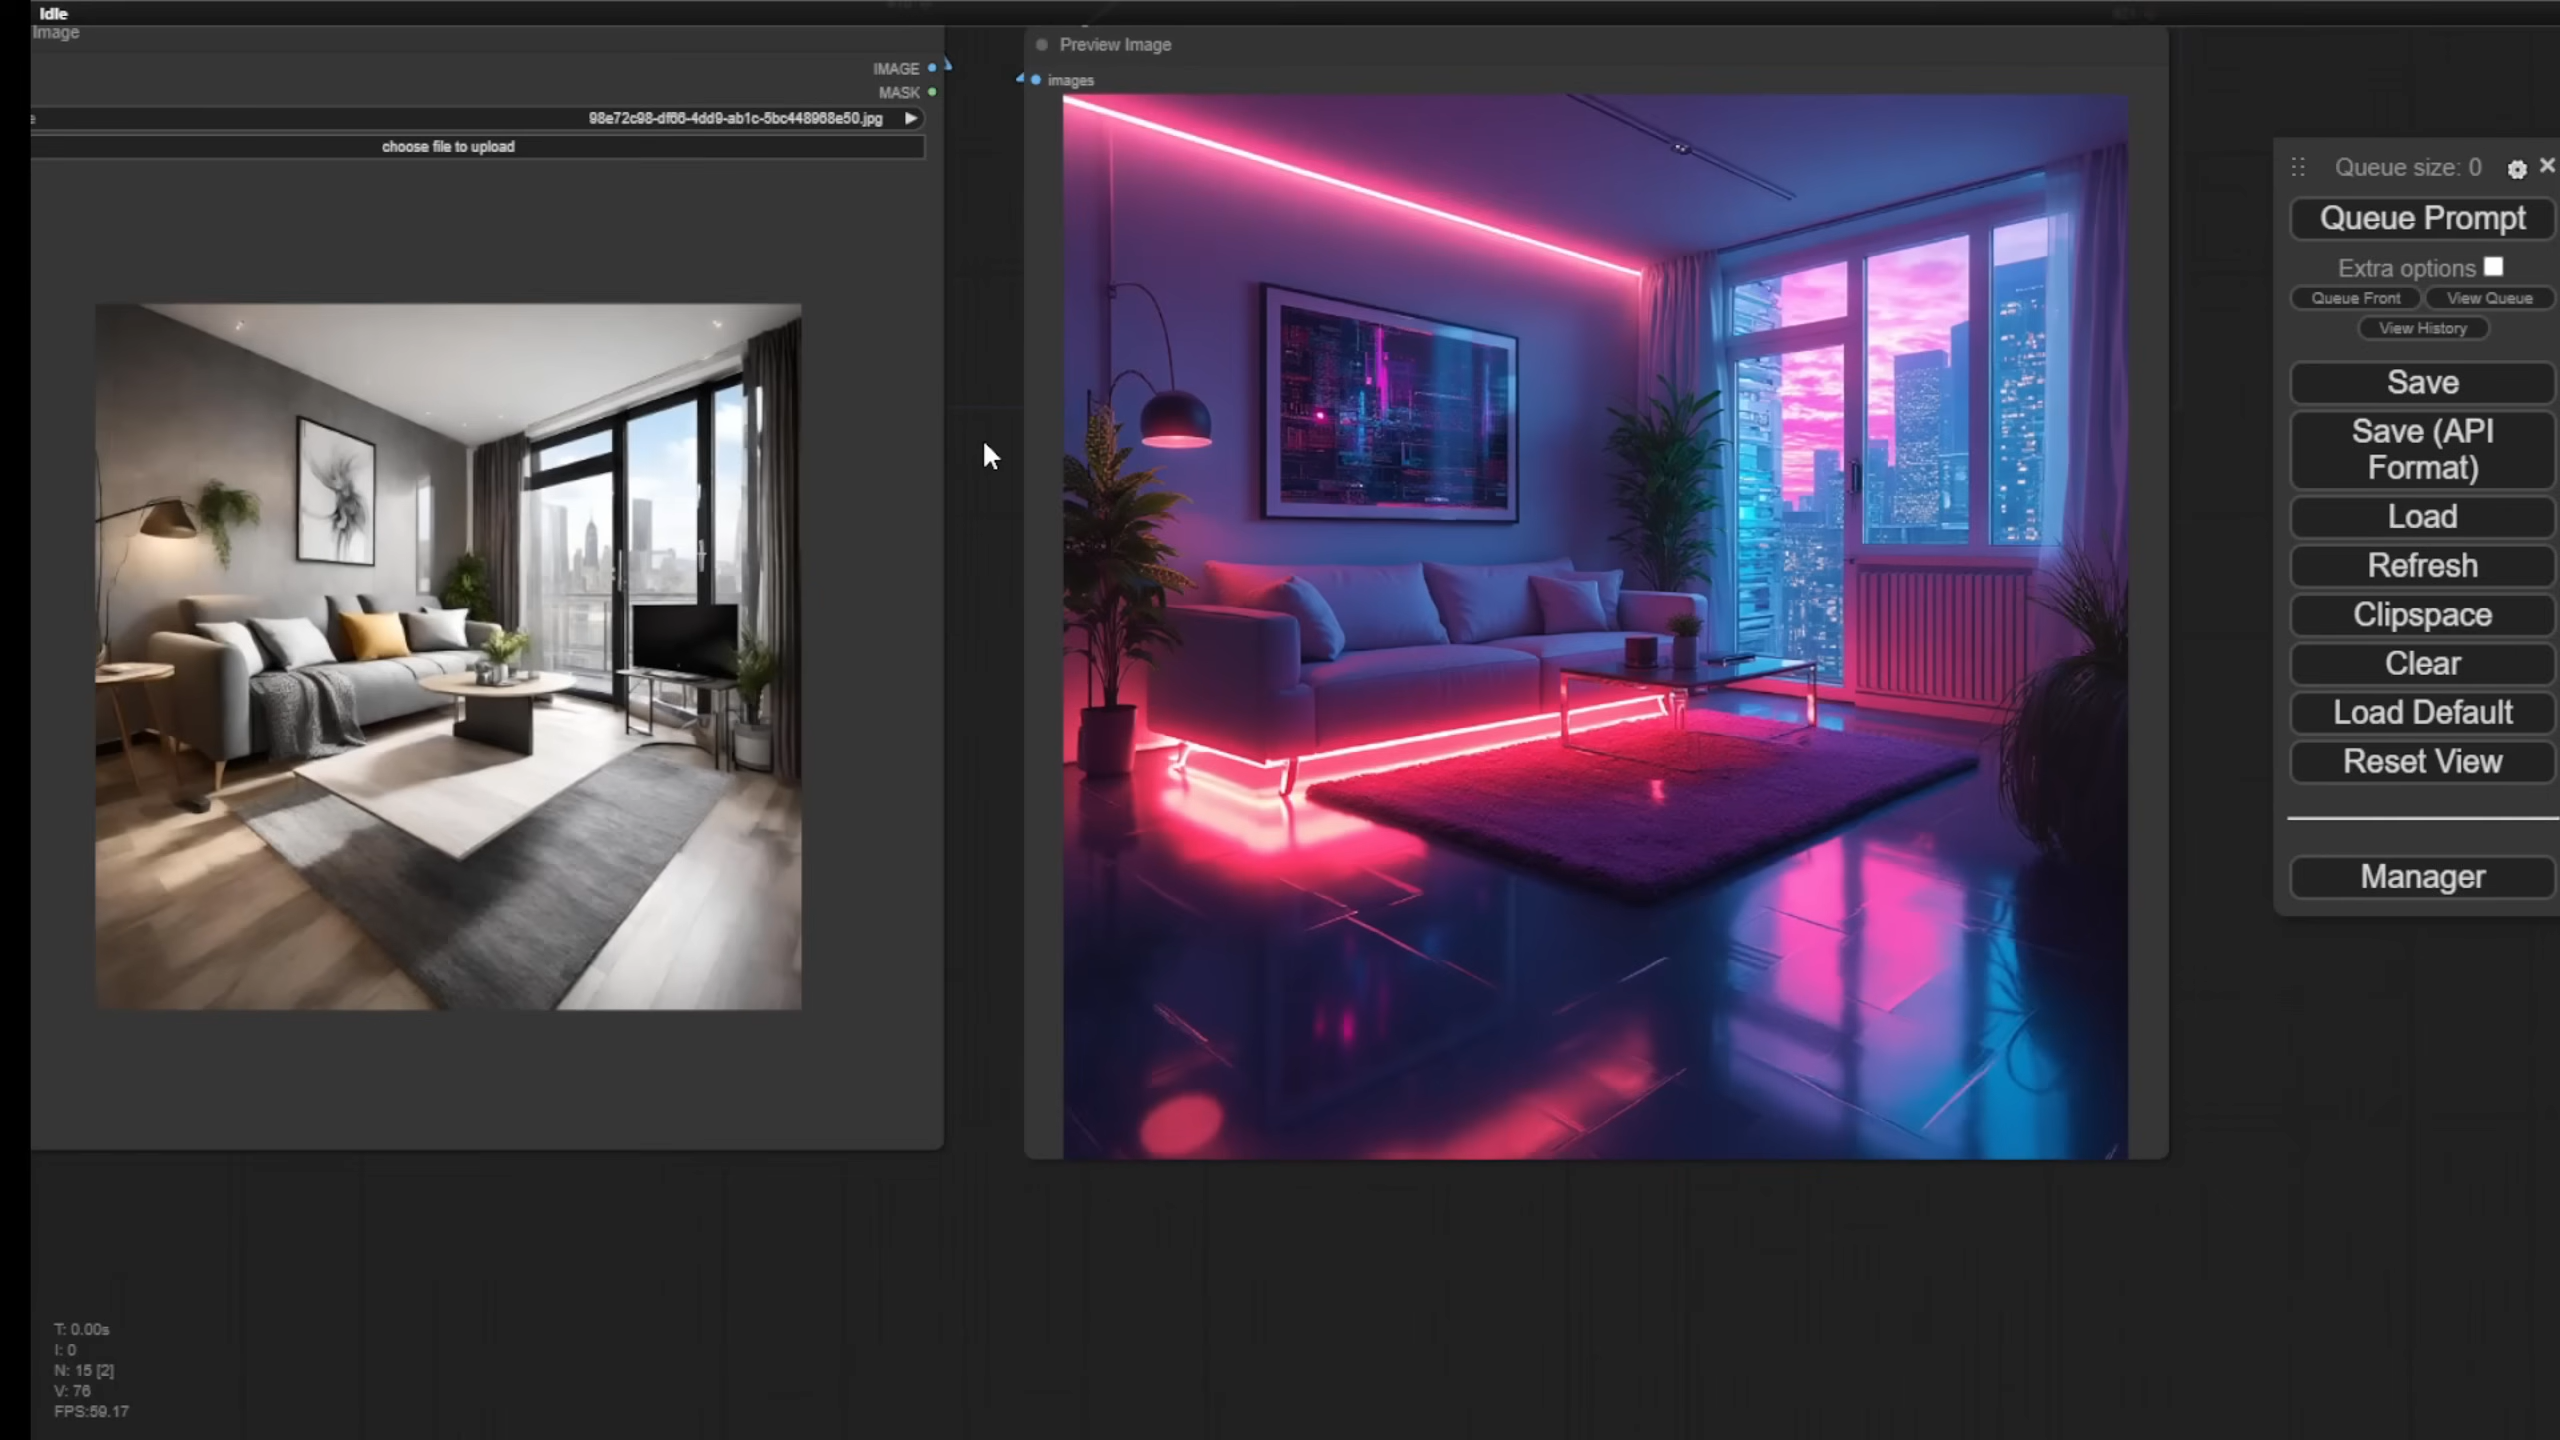 Idle
Image
IMAGE
MASK
98e72c98-df66-4dd9-ab1c-5bc448968e50.jpg
choose file to upload
Preview Image
images
Queue size: 0
Queue Prompt
Extra options
Queue Front
View Queue
View History
Save
Save (API
Format)
Load
Refresh
Clipspace
Clear
Load Default
Reset View
Manager
T: 0.00s
I: 0
N: 15 [2]
V: 76
FPS:59.17